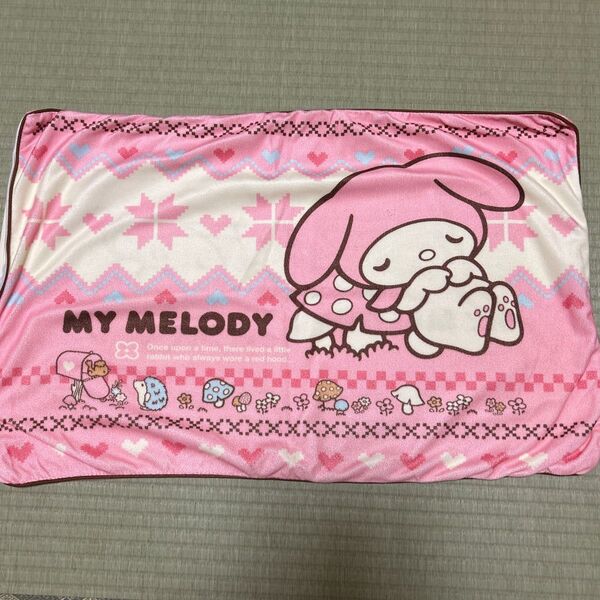 MY MELODY
Once upon a time, there lived a little
rabbit who always wore a red hood...